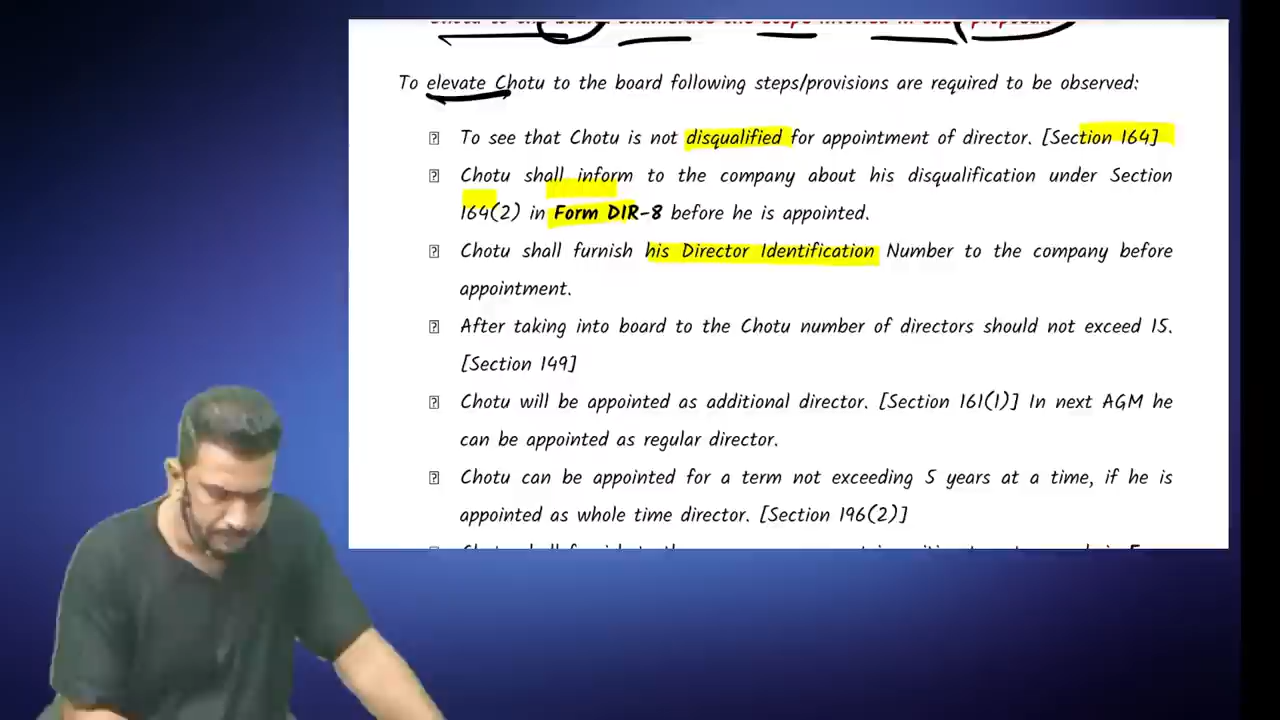 To elevate Chotu to the board following steps/provisions are required to be observed:
To see that Chotu is not disqualified for appointment of director. [Section 164]
Chotu shall inform to the company about his disqualification under Section
164(2) in Form DIR-8 before he is appointed.
Chotu shall furnish his Director Identification Number to the company before
appointment.
After taking into board to the Chotu number of directors should not exceed 15.
[Section 149]
Chotu will be appointed as additional director. [Section 161(1)] In next AGM he
can be appointed as regular director.
Chotu can be appointed for a term not exceeding 5 years at a time, if he is
appointed as whole time director. [Section 196(2)]